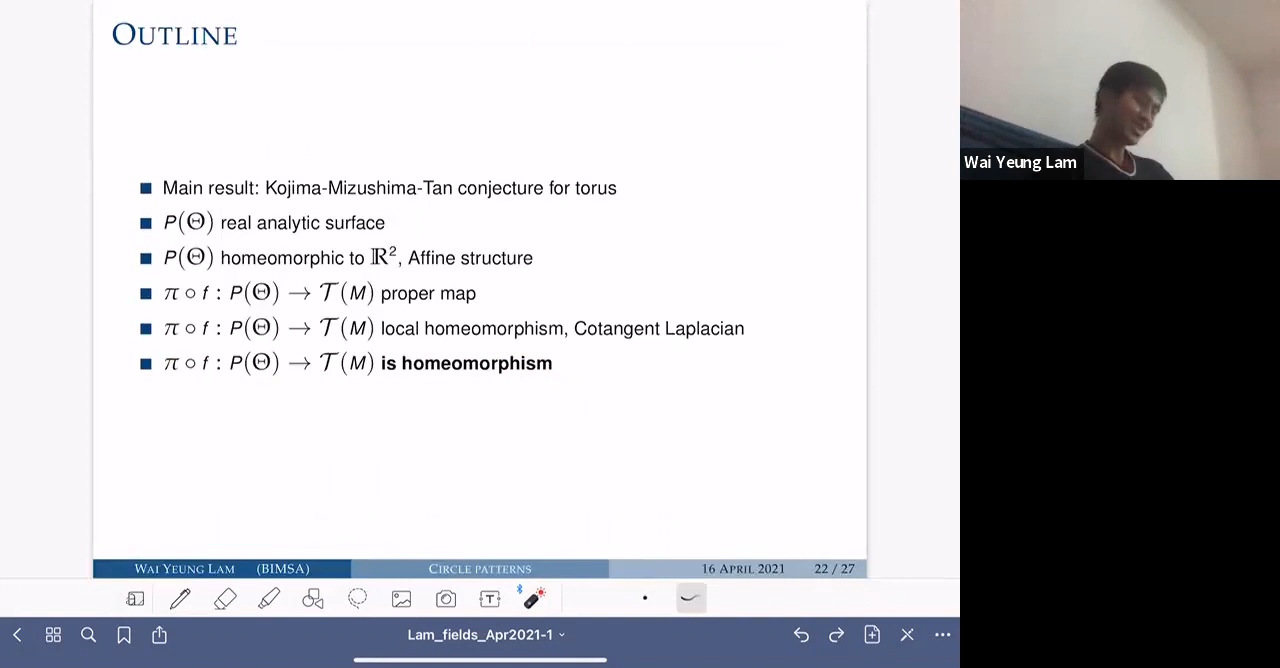 OUTLINE
Main result: Kojima-Mizushima-Tan conjecture for torus
P(Θ) real analytic surface
P(Θ) homeomorphic to ℝ², Affine structure
π ∘ f : P(Θ) → 𝒯(M) proper map
π ∘ f : P(Θ) → 𝒯(M) local homeomorphism, Cotangent Laplacian
π ∘ f : P(Θ) → 𝒯(M) is homeomorphism
WAI YEUNG LAM (BIMSA) CIRCLE PATTERNS 16 APRIL 2021 22 / 27
T
Lam_fields_Apr2021-1
Wai Yeung Lam